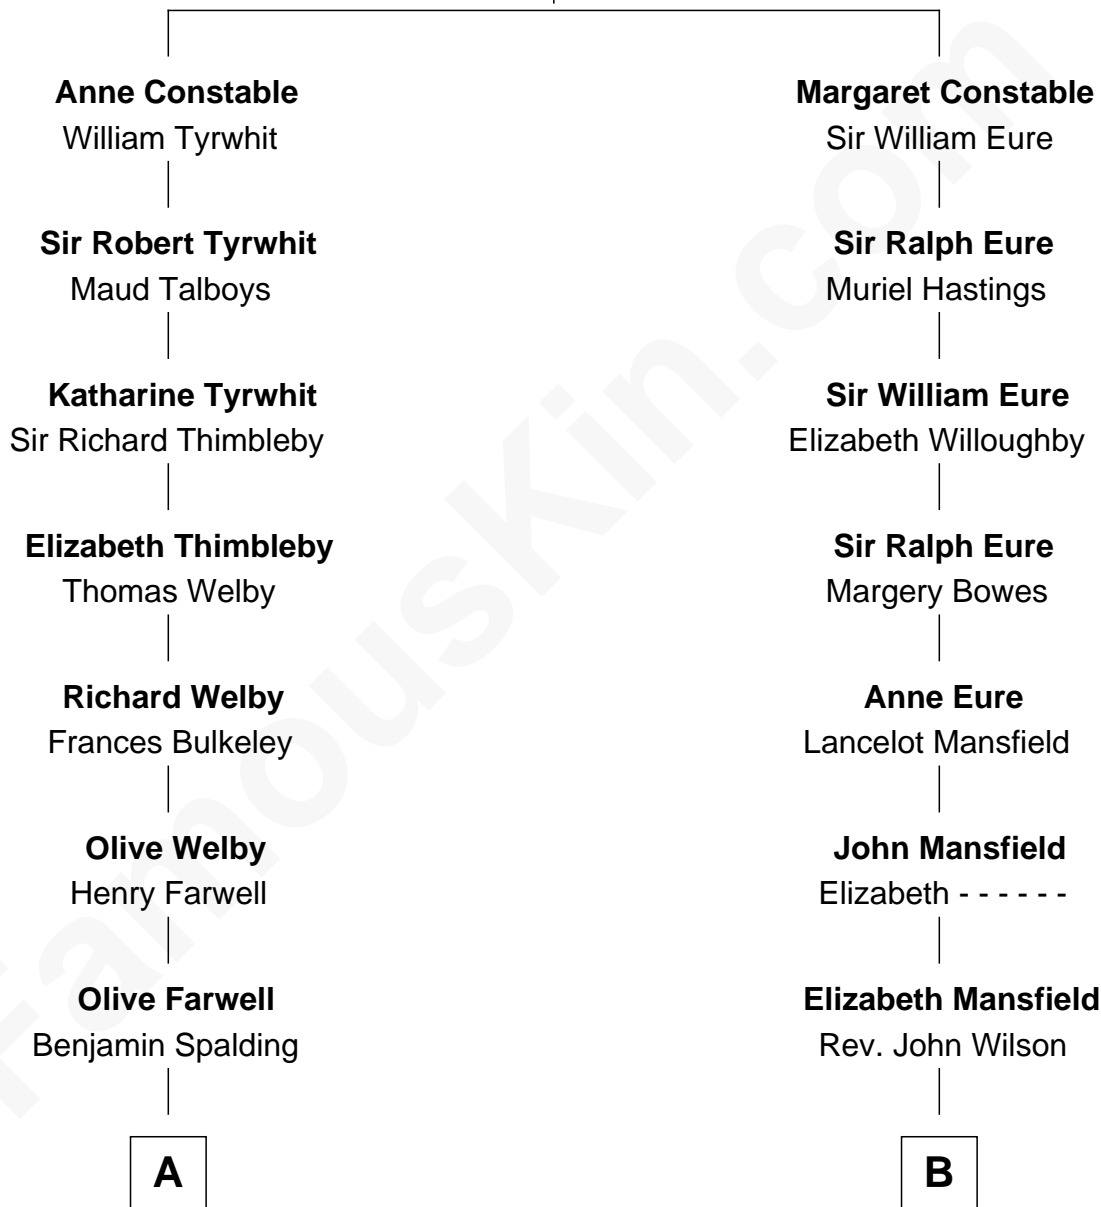 Anne Constable
William Tyrwhit
Margaret Constable
Sir William Eure
Sir Robert Tyrwhit
Maud Talboys
Sir Ralph Eure
Muriel Hastings
Katharine Tyrwhit
Sir Richard Thimbleby
Sir William Eure
Elizabeth Willoughby
Elizabeth Thimbleby
Thomas Welby
Sir Ralph Eure
Margery Bowes
Richard Welby
Frances Bulkeley
Anne Eure
Lancelot Mansfield
Olive Welby
Henry Farwell
John Mansfield
Elizabeth - - - - - -
Olive Farwell
Benjamin Spalding
Elizabeth Mansfield
Rev. John Wilson
A
B
FamousKin.com